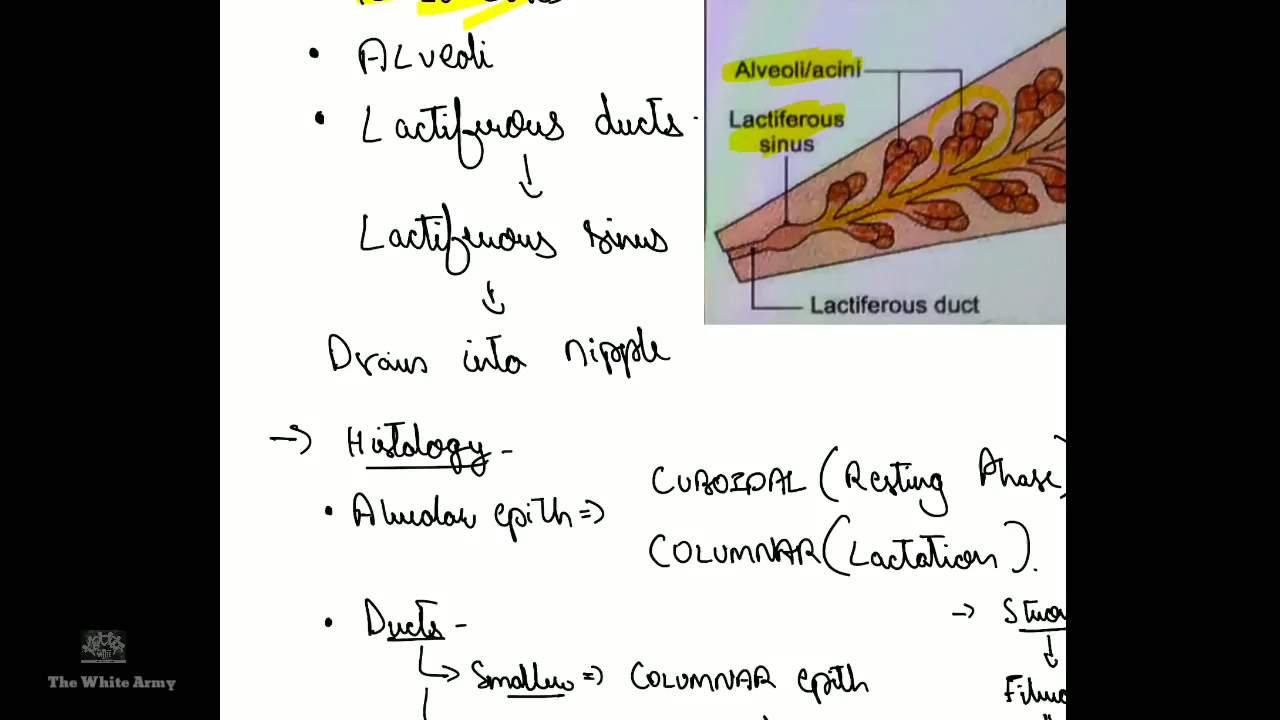 • Alveoli
• Lactiferous ducts.
↓
Lactiferous sinus
↓
Drains into nipple
→ Histology -
• Alveolar epith => CUBOIDAL (Resting Phase)
COLUMNAR (Lactation).
• Ducts -
↳ Smaller => COLUMNAR epith
→
Alveoli/acini
Lactiferous
sinus
Lactiferous duct
The White Army